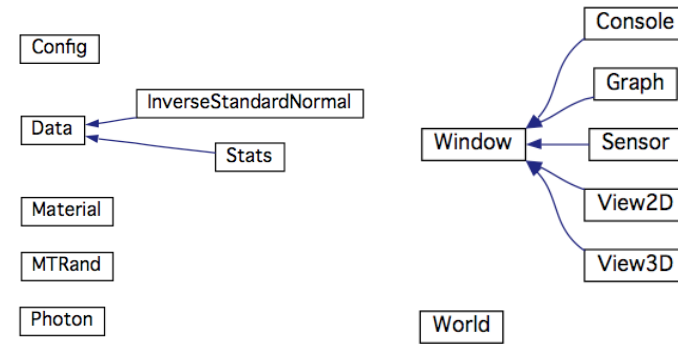 Config
Data
InverseStandardNormal
Stats
Material
MTRand
Photon
Console
Graph
Window
Sensor
View2D
View3D
World